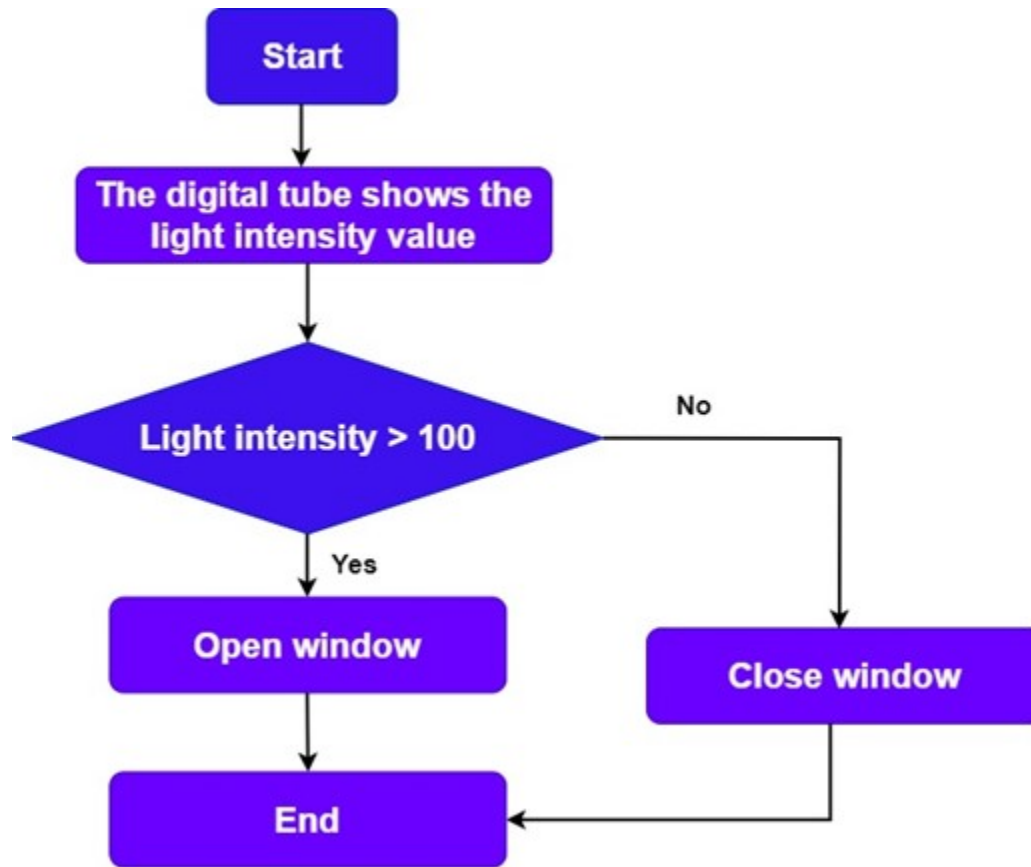 Start
The digital tube shows the
light intensity value
Light intensity > 100
No
Yes
Open window
Close window
End